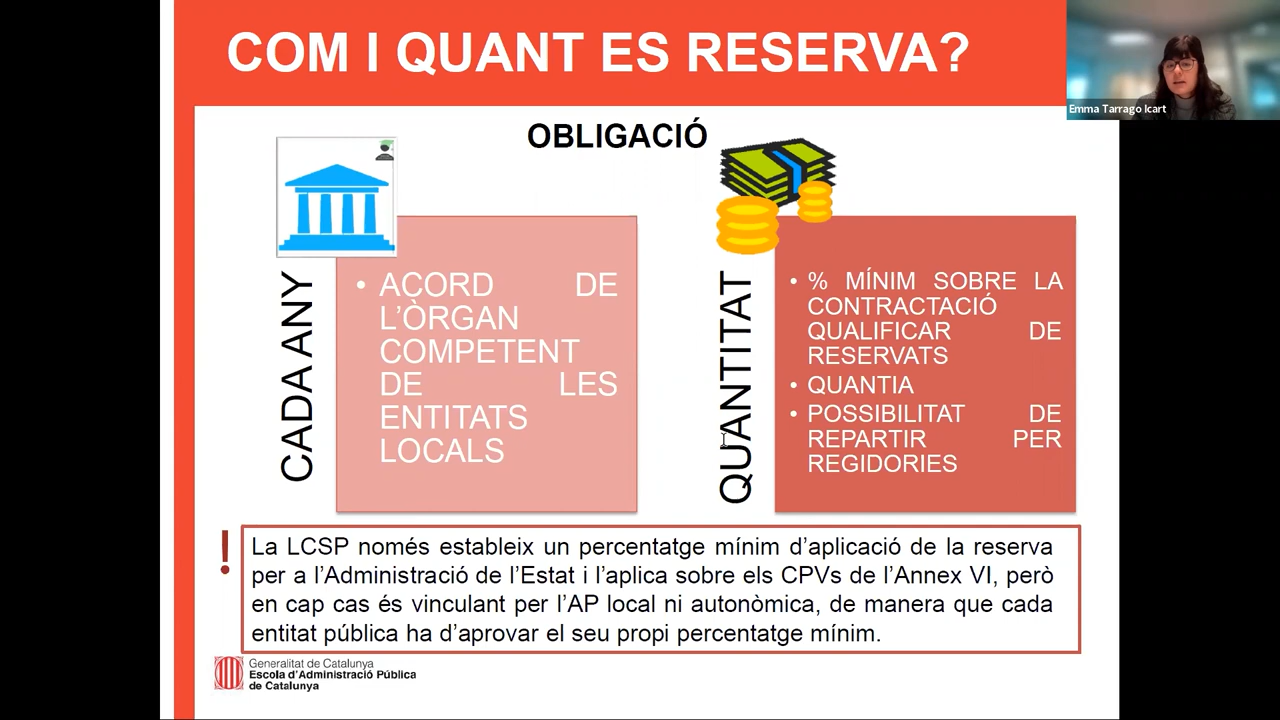 COM I QUANT ES RESERVA?
Emma Tarrago Icart
OBLIGACIÓ
CADA ANY
• ACORD DE
L'ÒRGAN
COMPETENT
DE LES
ENTITATS
LOCALS
QUANTITAT
• % MÍNIM SOBRE LA
CONTRACTACIÓ
QUALIFICAR DE
RESERVATS
• QUANTIA
• POSSIBILITAT DE
REPARTIR PER
REGIDORIES
!
La LCSP només estableix un percentatge mínim d'aplicació de la reserva
per a l'Administració de l'Estat i l'aplica sobre els CPVs de l'Annex VI, però
en cap cas és vinculant per l'AP local ni autonòmica, de manera que cada
entitat pública ha d'aprovar el seu propi percentatge mínim.
Generalitat de Catalunya
Escola d'Administració Pública
de Catalunya